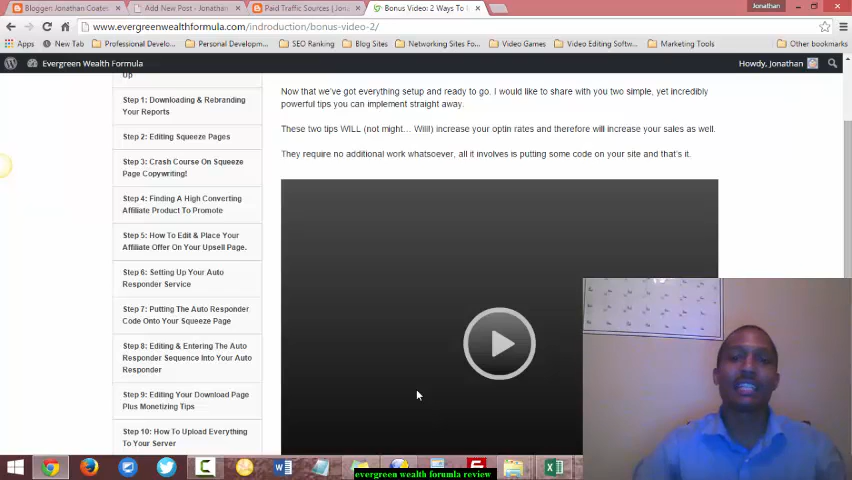 Jonathan
Blogger: Jonathan Goates
Add New Post - Jonathan
Paid Traffic Sources | Jona
Bonus Video: 2 Ways To I
www.evergreenwealthformula.com/indroduction/bonus-video-2/
Apps
New Tab
Professional Devel...
Personal Developm...
SEO Ranking
Blog Sites
Networking Sites Fo...
Video Games
Video Editing Softw...
Marketing Tools
Other bookmarks
Evergreen Wealth Formula
Howdy, Jonathan
Up
Step 1: Downloading & Rebranding
Your Reports
Step 2: Editing Squeeze Pages
Step 3: Crash Course On Squeeze
Page Copywriting!
Step 4: Finding A High Converting
Affiliate Product To Promote
Step 5: How To Edit & Place Your
Affiliate Offer On Your Upsell Page.
Step 6: Setting Up Your Auto
Responder Service
Step 7: Putting The Auto Responder
Code Onto Your Squeeze Page
Step 8: Editing & Entering The Auto
Responder Sequence Into Your Auto
Responder
Step 9: Editing Your Download Page
Plus Monetizing Tips
Step 10: How To Upload Everything
To Your Server
Now that we've got everything setup and ready to go, I would like to share with you two simple, yet incredibly
powerful tips you can implement straight away.
These two tips WILL (not might... Will!) increase your optin rates and therefore will increase your sales as well.
They require no additional work whatsoever, all it involves is putting some code on your site and that's it.
evergreen wealth forumla review